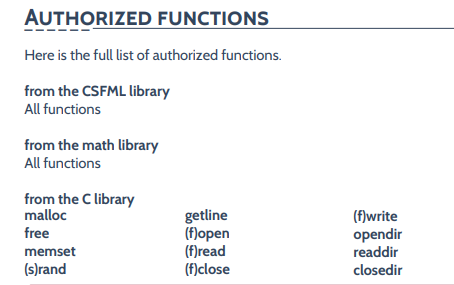 AUTHORIZED FUNCTIONS
Here is the full list of authorized functions.
from the CSFML library
All functions
from the math library
All functions
from the C library
malloc getline (f)write
free (f)open opendir
memset (f)read readdir
(s)rand (f)close closedir